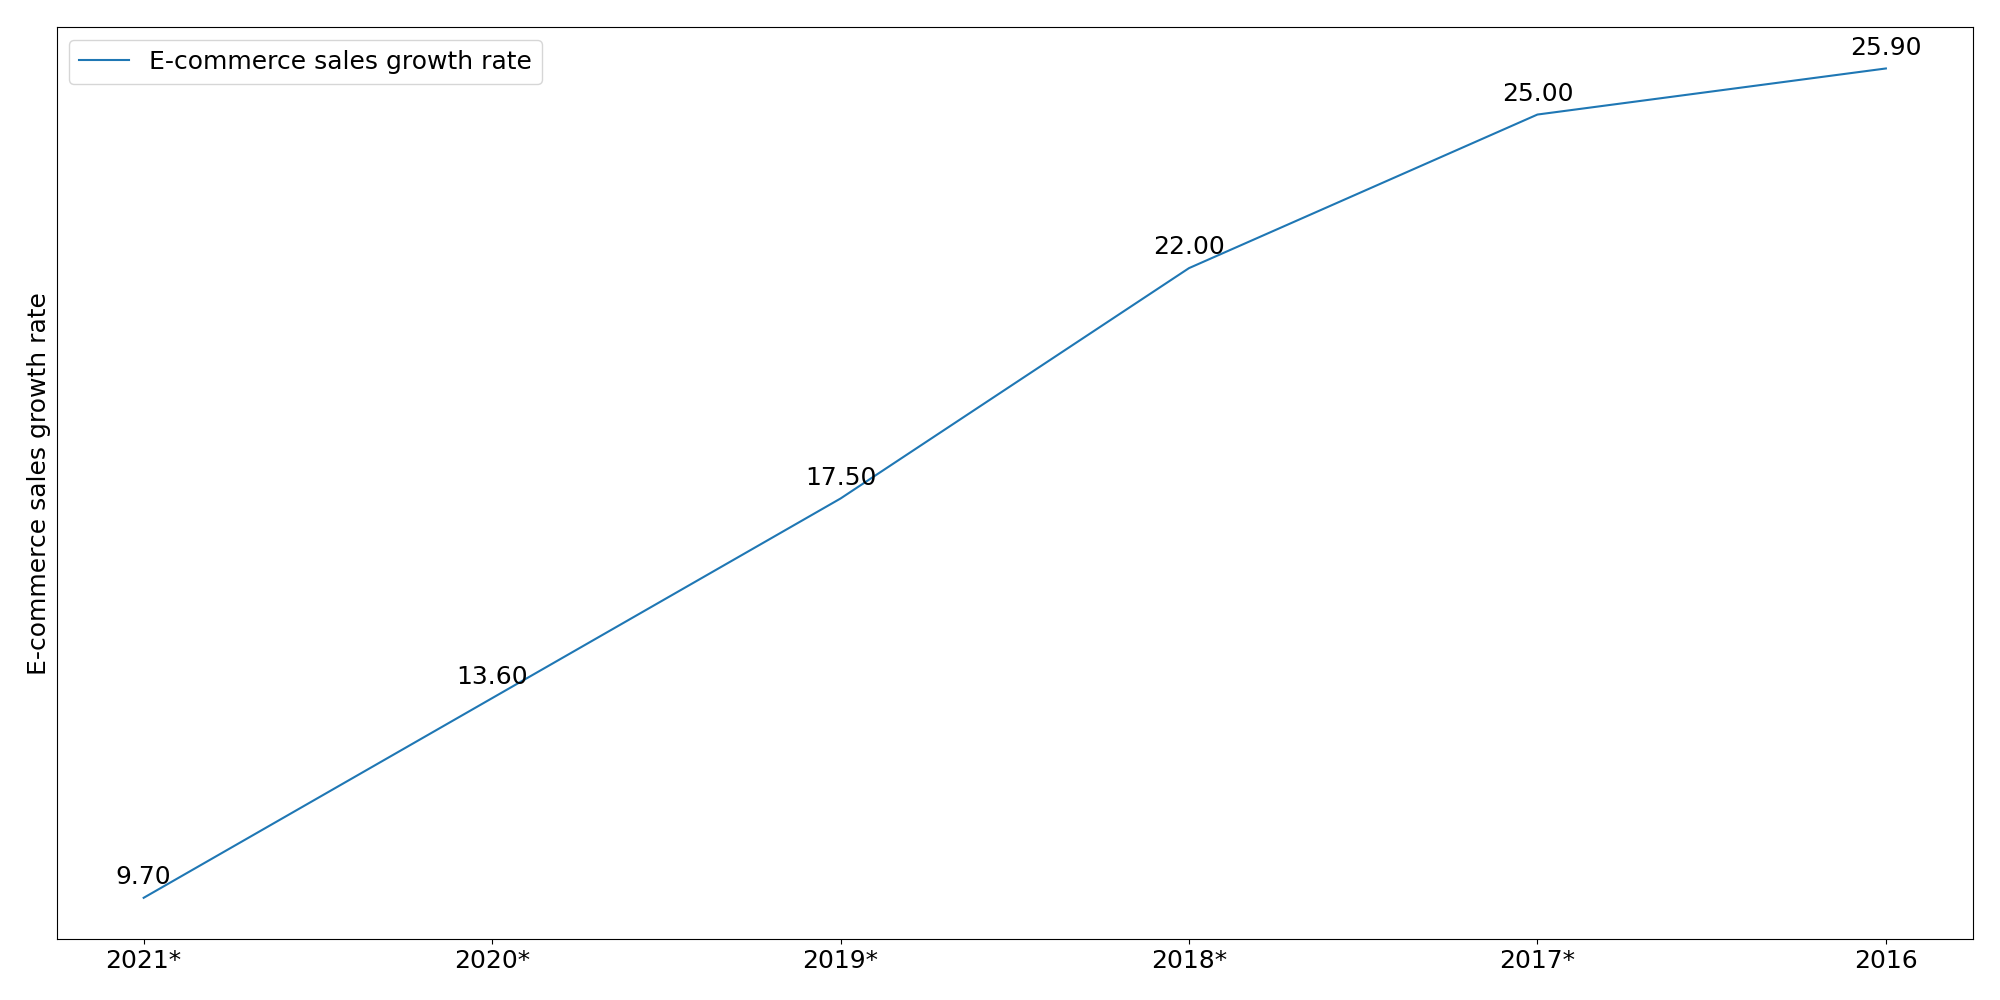 E-commerce sales growth rate
E-commerce sales growth rate
25.90
25.00
22.00
17.50
13.60
9.70
2021* 2020* 2019* 2018* 2017* 2016